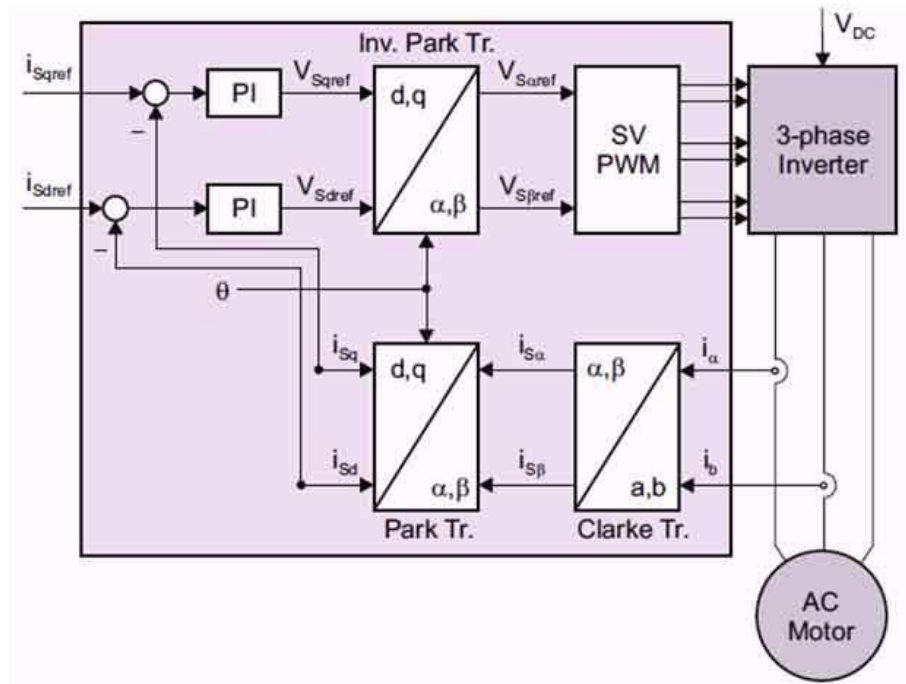 Inv. Park Tr.
V_DC
i_Sqref
PI
V_Sqref
d,q
α,β
V_Sαref
SV
PWM
3-phase
Inverter
−
i_Sdref
PI
V_Sdref
V_Sβref
−
θ
i_Sq
d,q
α,β
i_Sα
α,β
a,b
i_a
i_Sd
i_Sβ
i_b
Park Tr.
Clarke Tr.
AC
Motor